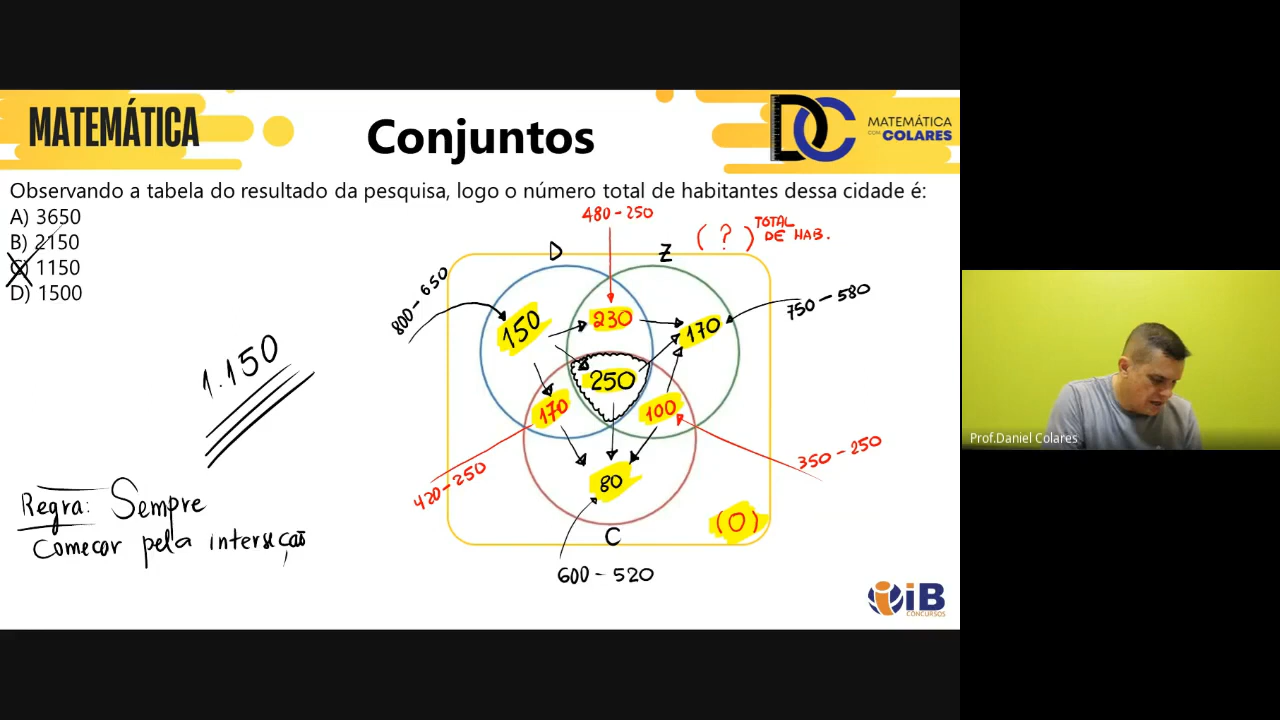 MATEMÁTICA
Conjuntos
DC
MATEMÁTICA
COM COLARES
Observando a tabela do resultado da pesquisa, logo o número total de habitantes dessa cidade é:
A) 3650
B) 2150
C) 1150
D) 1500
480-250
(?) TOTAL
DE HAB.
D
Z
800-650
750-580
150
230
170
250
170
100
80
1.150
420-250
350-250
Regra: Sempre
Começar pela interseção
(0)
C
600-520
iB
CONCURSOS
Prof.Daniel Colares